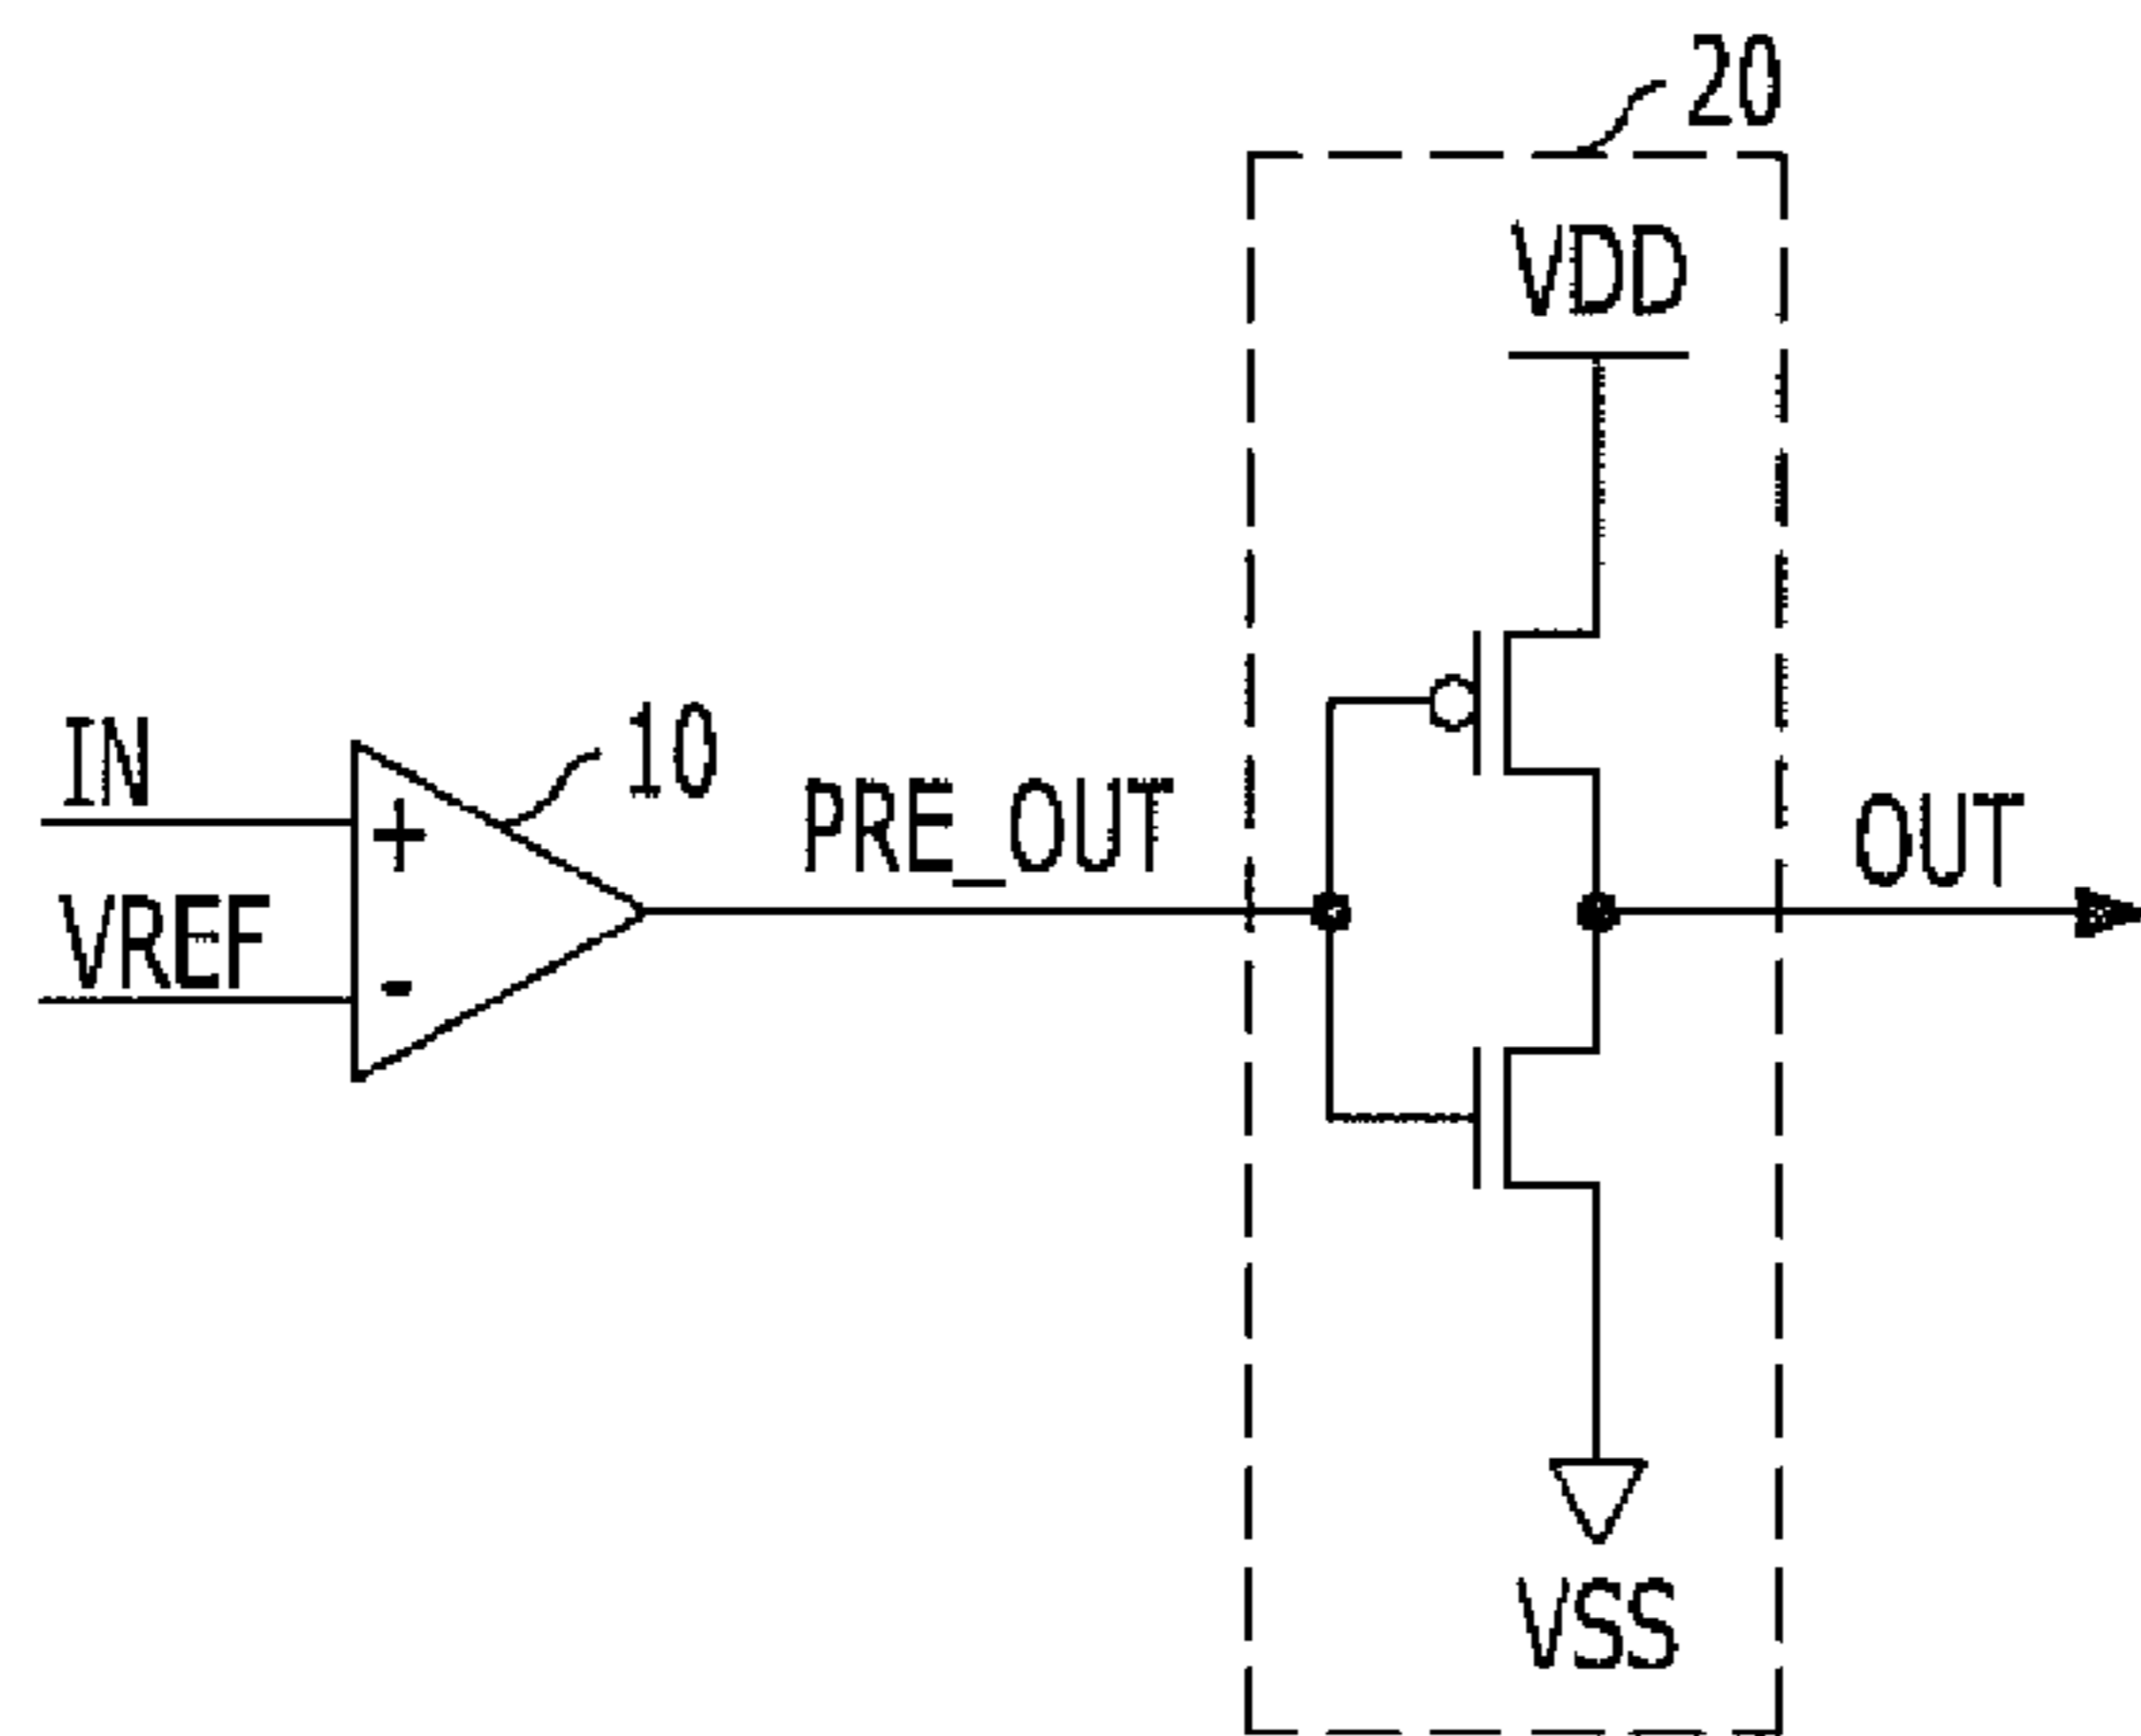 20
VDD
IN
10
PRE_OUT
OUT
+
VREF
-
VSS